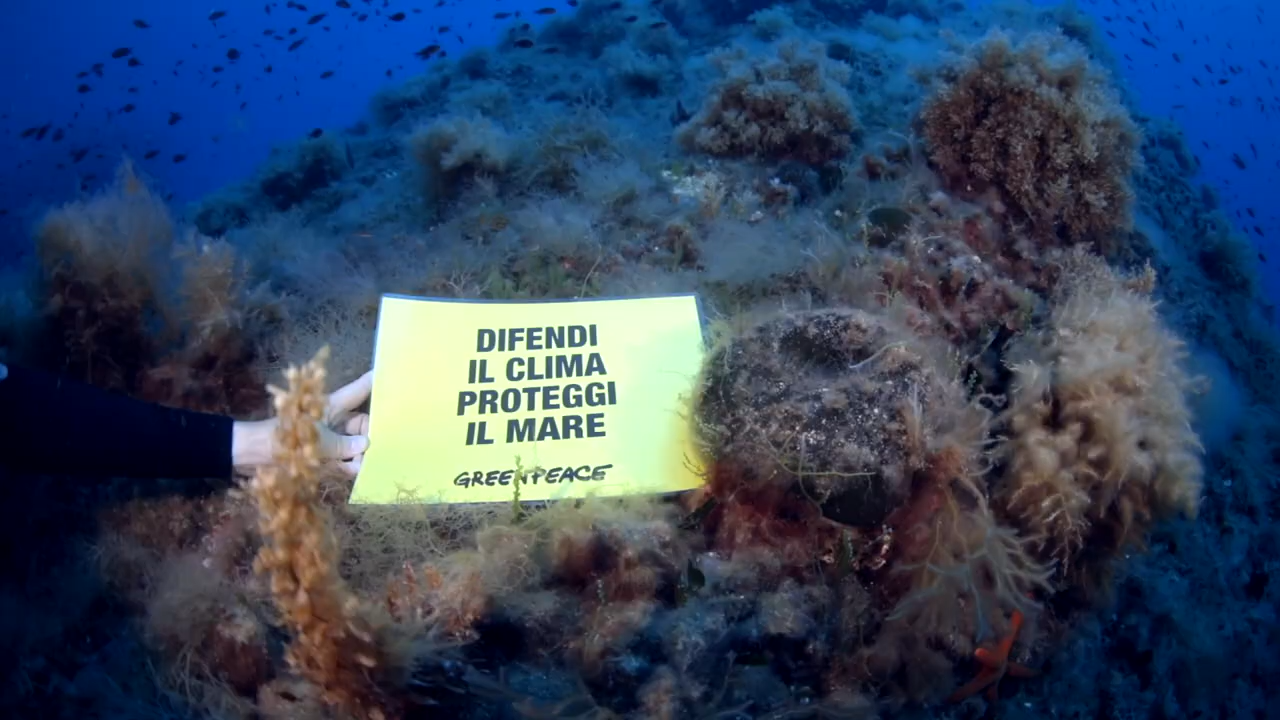 DIFENDI
IL CLIMA
PROTEGGI
IL MARE
GREENPEACE